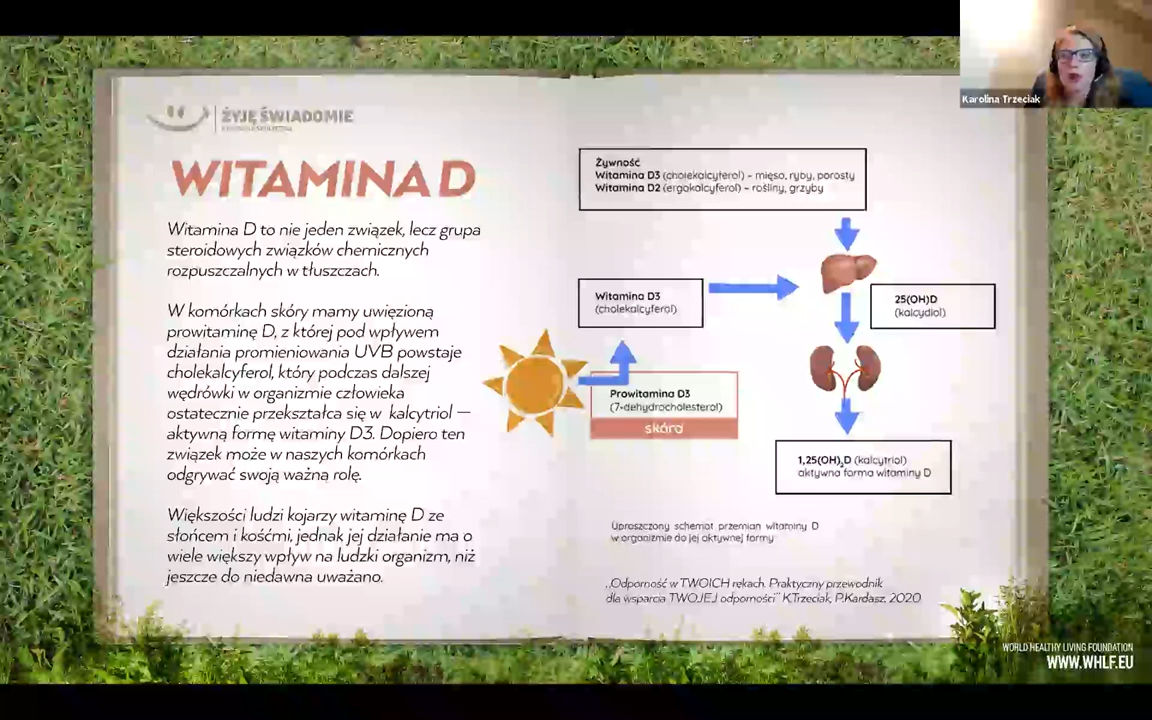 Karolina Trzeciak
ŻYJĘ ŚWIADOMIE
WITAMINA D
Witamina D to nie jeden związek, lecz grupa
steroidowych związków chemicznych
rozpuszczalnych w tłuszczach.
W komórkach skóry mamy uwięzioną
prowitaminę D, z której pod wpływem
działania promieniowania UVB powstaje
cholekalcyferol, który podczas dalszej
wędrówki w organizmie człowieka
ostatecznie przekształca się w kalcytriol —
aktywną formę witaminy D3. Dopiero ten
związek może w naszych komórkach
odgrywać swoją ważną rolę.
Większości ludzi kojarzy witaminę D ze
słońcem i kośćmi, jednak jej działanie ma o
wiele większy wpływ na ludzki organizm, niż
jeszcze do niedawna uważano.
Żywność
Witamina D3 (cholekalcyferol) – mięso, ryby, porosty
Witamina D2 (ergokalcyferol) – rośliny, grzyby
Witamina D3
(cholekalcyferol)
25(OH)D
(kalcydiol)
Prowitamina D3
(7-dehydrocholesterol)
skóra
1,25(OH)₂D (kalcytriol)
aktywna forma witaminy D
Uproszczony schemat przemian witaminy D
w organizmie do jej aktywnej formy
„Odporność w TWOICH rękach. Praktyczny przewodnik
dla wsparcia TWOJEJ odporności" K.Trzeciak, P.Kardasz, 2020
WORLD HEALTHY LIVING FOUNDATION
WWW.WHLF.EU